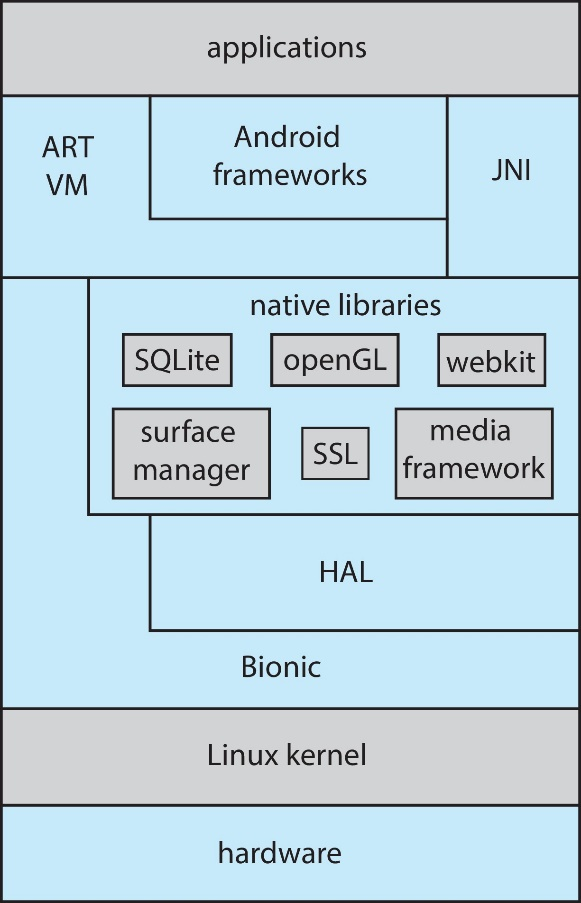 applications
ART
VM
Android
frameworks
JNI
native libraries
SQLite
openGL
webkit
surface
manager
SSL
media
framework
HAL
Bionic
Linux kernel
hardware